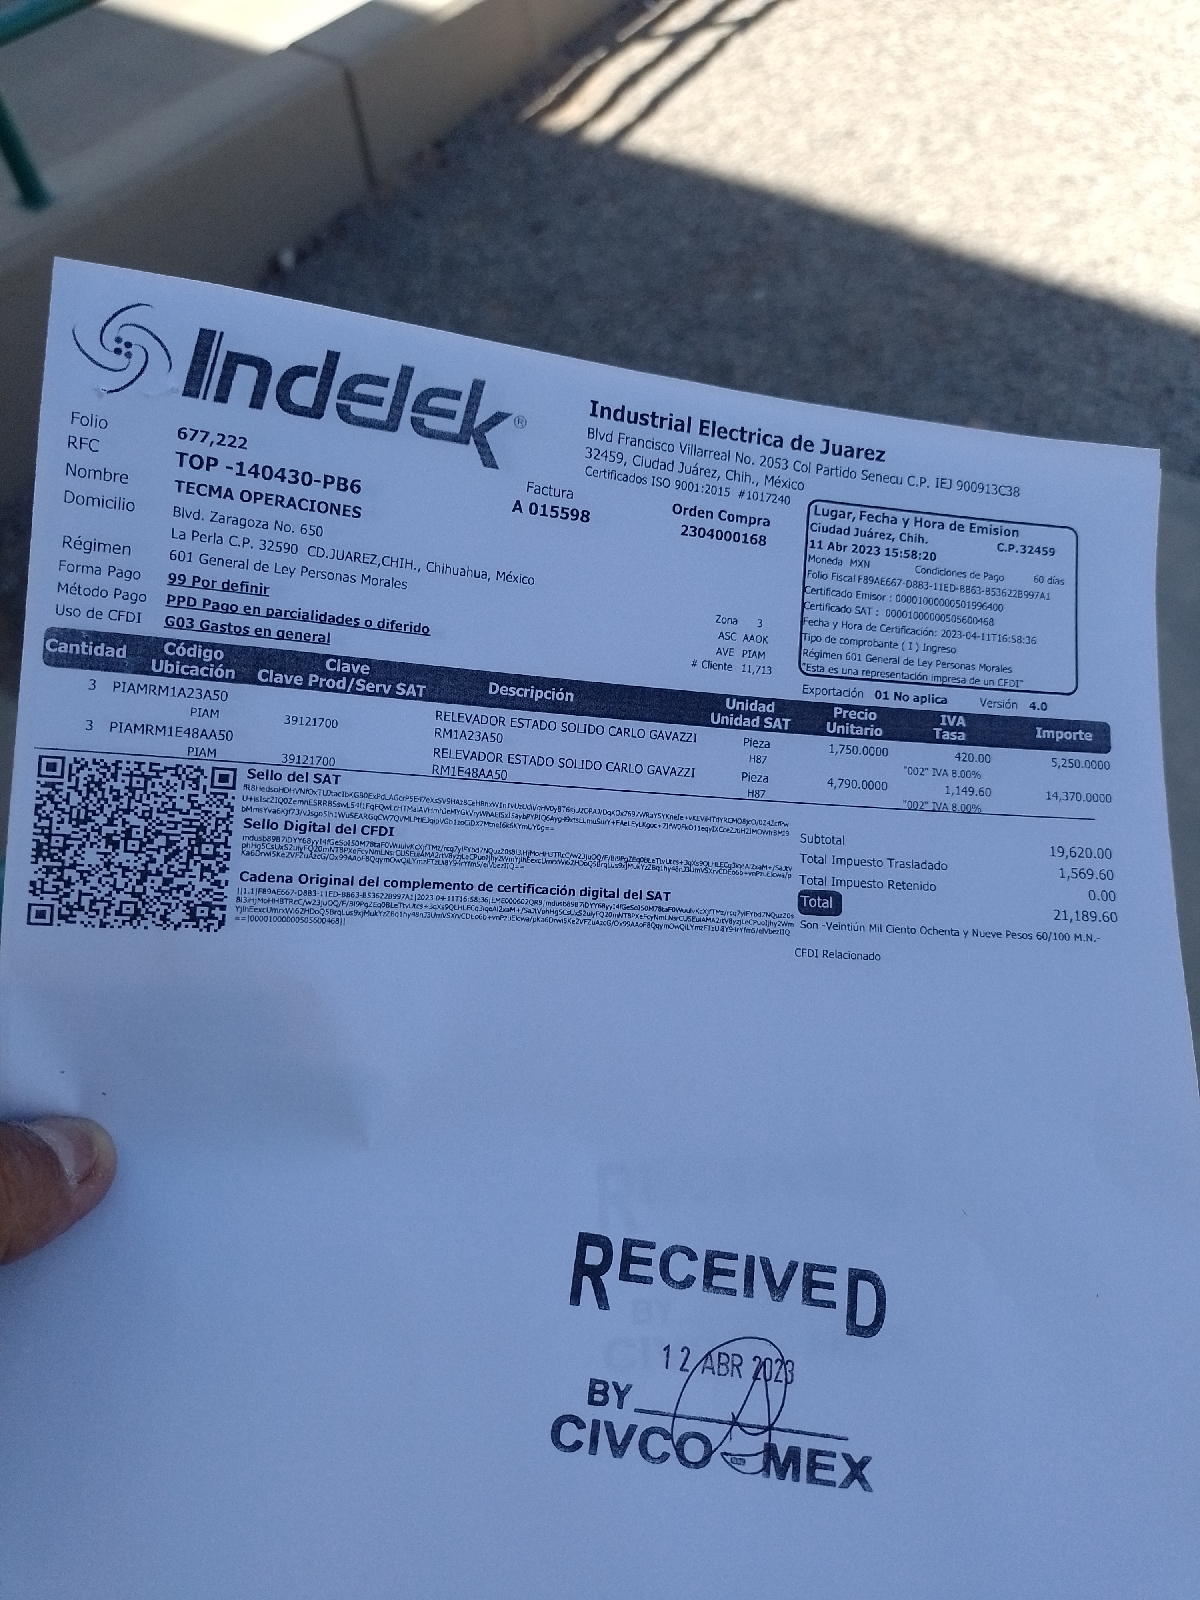 Indelek®
Industrial Electrica de Juarez
Blvd Francisco Villarreal No. 2053 Col Partido Senecu C.P. IEJ 900913C38
32459, Ciudad Juárez, Chih., México
Certificados ISO 9001:2015 #1017240
Folio 677,222
RFC TOP -140430-PB6
Nombre TECMA OPERACIONES
Domicilio Blvd. Zaragoza No. 650
La Perla C.P. 32590 CD.JUAREZ,CHIH., Chihuahua, México
Régimen 601 General de Ley Personas Morales
Forma Pago 99 Por definir
Método Pago PPD Pago en parcialidades o diferido
Uso de CFDI G03 Gastos en general
Factura
A 015598
Orden Compra
2304000168
Lugar, Fecha y Hora de Emision
Ciudad Juárez, Chih. C.P.32459
11 Abr 2023 15:58:20
Moneda MXN Condiciones de Pago 60 días
Folio Fiscal F89AE667-D8B3-11ED-BB63-B53622B997A1
Certificado Emisor : 00001000000501996400
Certificado SAT : 00001000000505600468
Fecha y Hora de Certificación: 2023-04-11T16:58:36
Tipo de comprobante ( I ) Ingreso
Régimen 601 General de Ley Personas Morales
"Esta es una representación impresa de un CFDI"
Zona 3
ASC AAOK
AVE PIAM
# Cliente 11,713
Exportación 01 No aplica Versión 4.0
Cantidad Código Ubicación Clave Clave Prod/Serv SAT Descripción Unidad Unidad SAT Precio Unitario IVA Tasa Importe
3 PIAMRM1A23A50 RELEVADOR ESTADO SOLIDO CARLO GAVAZZI Pieza 1,750.0000 420.00 5,250.0000
PIAM 39121700 RM1A23A50 H87 "002" IVA 8.00%
3 PIAMRM1E48AA50 RELEVADOR ESTADO SOLIDO CARLO GAVAZZI Pieza 4,790.0000 1,149.60 14,370.0000
PIAM 39121700 RM1E48AA50 H87 "002" IVA 8.00%
Sello del SAT
Sello Digital del CFDI
Cadena Original del complemento de certificación digital del SAT
Subtotal 19,620.00
Total Impuesto Trasladado 1,569.60
Total Impuesto Retenido 0.00
Total 21,189.60
Son -Veintiún Mil Ciento Ochenta y Nueve Pesos 60/100 M.N.-
CFDI Relacionado
RECEIVED
12 ABR 2023
BY
CIVCO-MEX